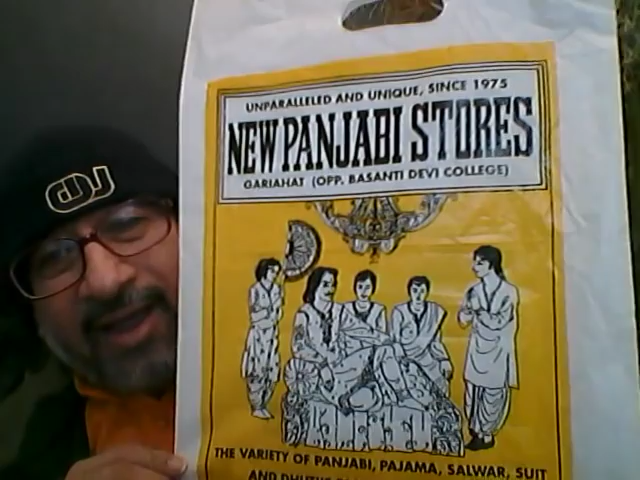 UNPARALLELED AND UNIQUE, SINCE 1975
NEW PANJABI STORES
GARIAHAT (OPP. BASANTI DEVI COLLEGE)
THE VARIETY OF PANJABI, PAJAMA, SALWAR, SUIT
AND